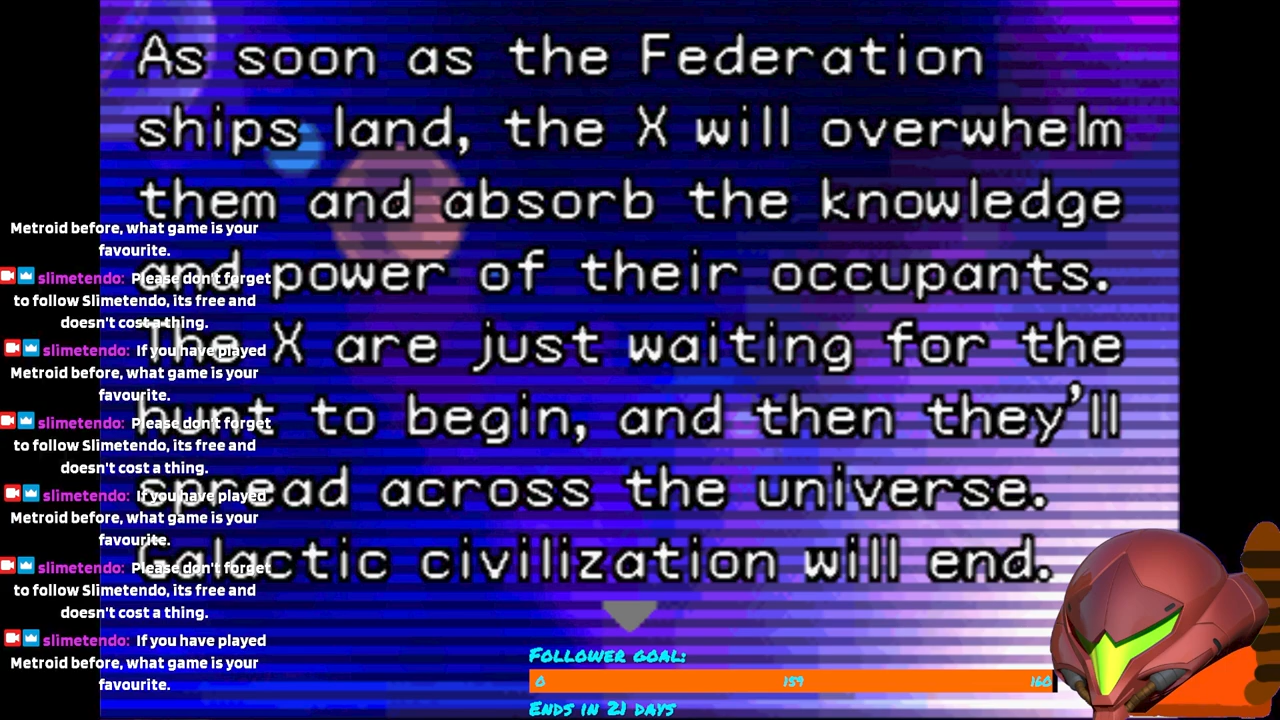 As soon as the Federation
ships land, the X will overwhelm
them and absorb the knowledge
and power of their occupants.
The X are just waiting for the
hunt to begin, and then they'll
spread across the universe.
Galactic civilization will end.
Metroid before, what game is your
favourite.
slimetendo: Please don't forget
to follow Slimetendo, its free and
doesn't cost a thing.
slimetendo: If you have played
Metroid before, what game is your
favourite.
slimetendo: Please don't forget
to follow Slimetendo, its free and
doesn't cost a thing.
slimetendo: If you have played
Metroid before, what game is your
favourite.
slimetendo: Please don't forget
to follow Slimetendo, its free and
doesn't cost a thing.
slimetendo: If you have played
Metroid before, what game is your
favourite.
Follower goal:
0 159 160
Ends in 21 days